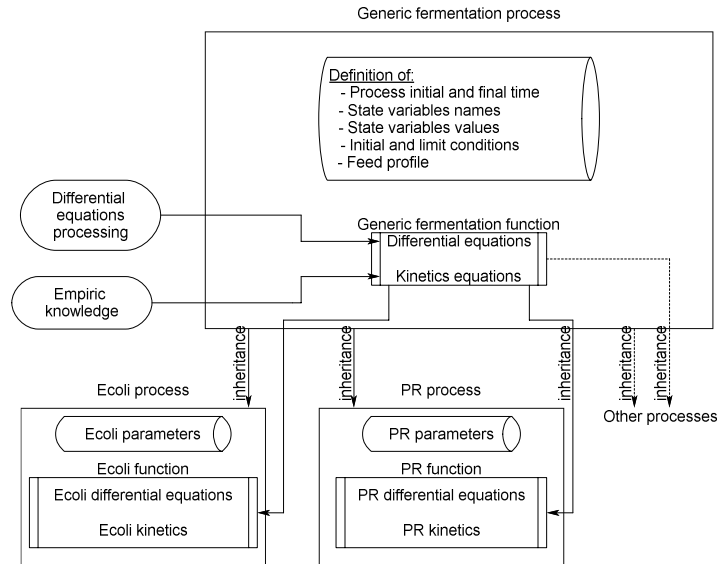 Generic fermentation process
Definition of:
- Process initial and final time
- State variables names
- State variables values
- Initial and limit conditions
- Feed profile
Differential
equations
processing
Generic fermentation function
Differential equations
Kinetics equations
Empiric
knowledge
inheritance
inheritance
inheritance
inheritance
inheritance
Ecoli process
PR process
Other processes
Ecoli parameters
PR parameters
Ecoli function
PR function
Ecoli differential equations
PR differential equations
Ecoli kinetics
PR kinetics